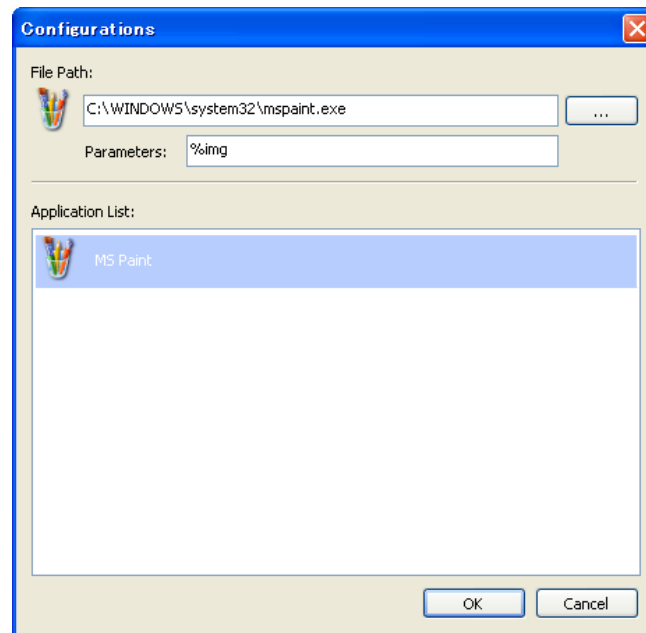 Configurations
File Path:
C:\WINDOWS\system32\mspaint.exe
...
Parameters:
%img
Application List:
MS Paint
OK
Cancel